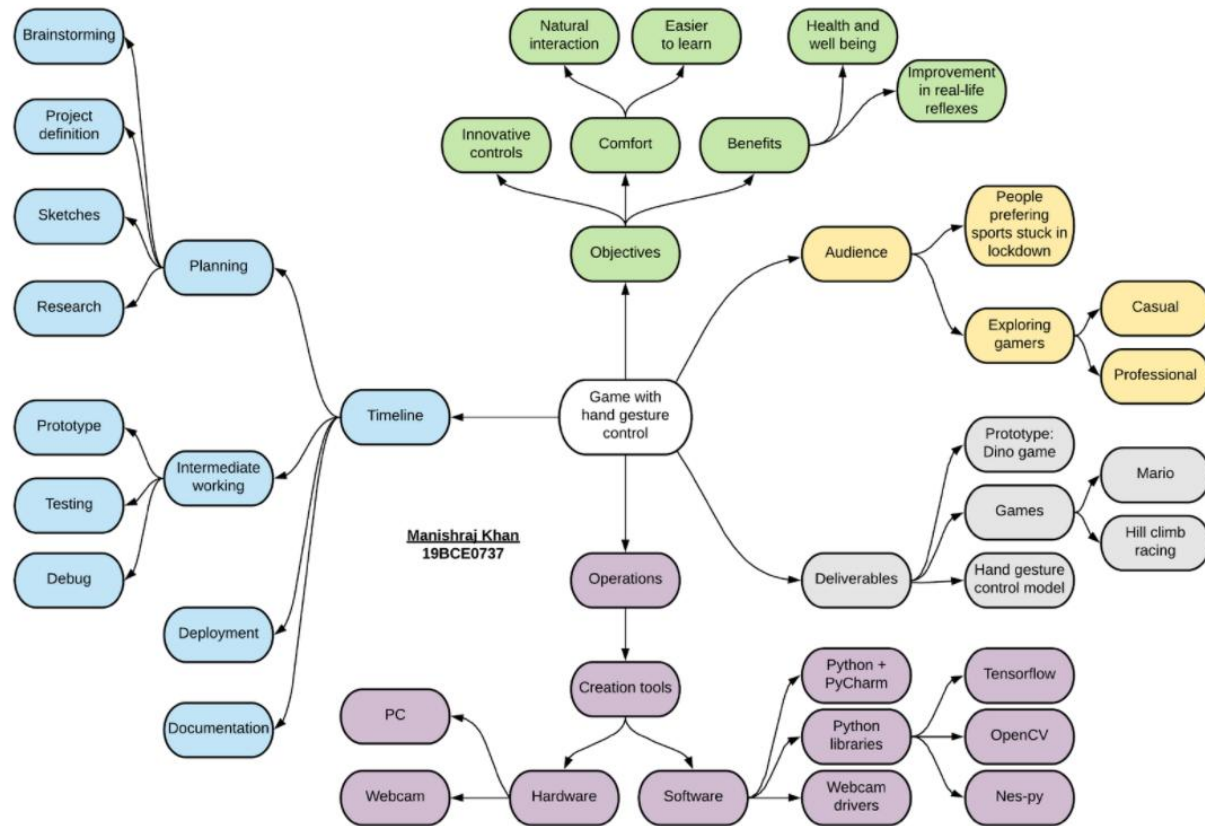 Brainstorming
Project
definition
Sketches
Research
Planning
Prototype
Testing
Debug
Intermediate
working
Deployment
Documentation
Timeline
Natural
interaction
Easier
to learn
Health and
well being
Improvement
in real-life
reflexes
Innovative
controls
Comfort
Benefits
Objectives
Game with
hand gesture
control
Manishraj Khan
19BCE0737
Audience
People
prefering
sports stuck in
lockdown
Exploring
gamers
Casual
Professional
Deliverables
Prototype:
Dino game
Games
Hand gesture
control model
Mario
Hill climb
racing
Operations
Creation tools
PC
Webcam
Hardware
Software
Python +
PyCharm
Python
libraries
Webcam
drivers
Tensorflow
OpenCV
Nes-py